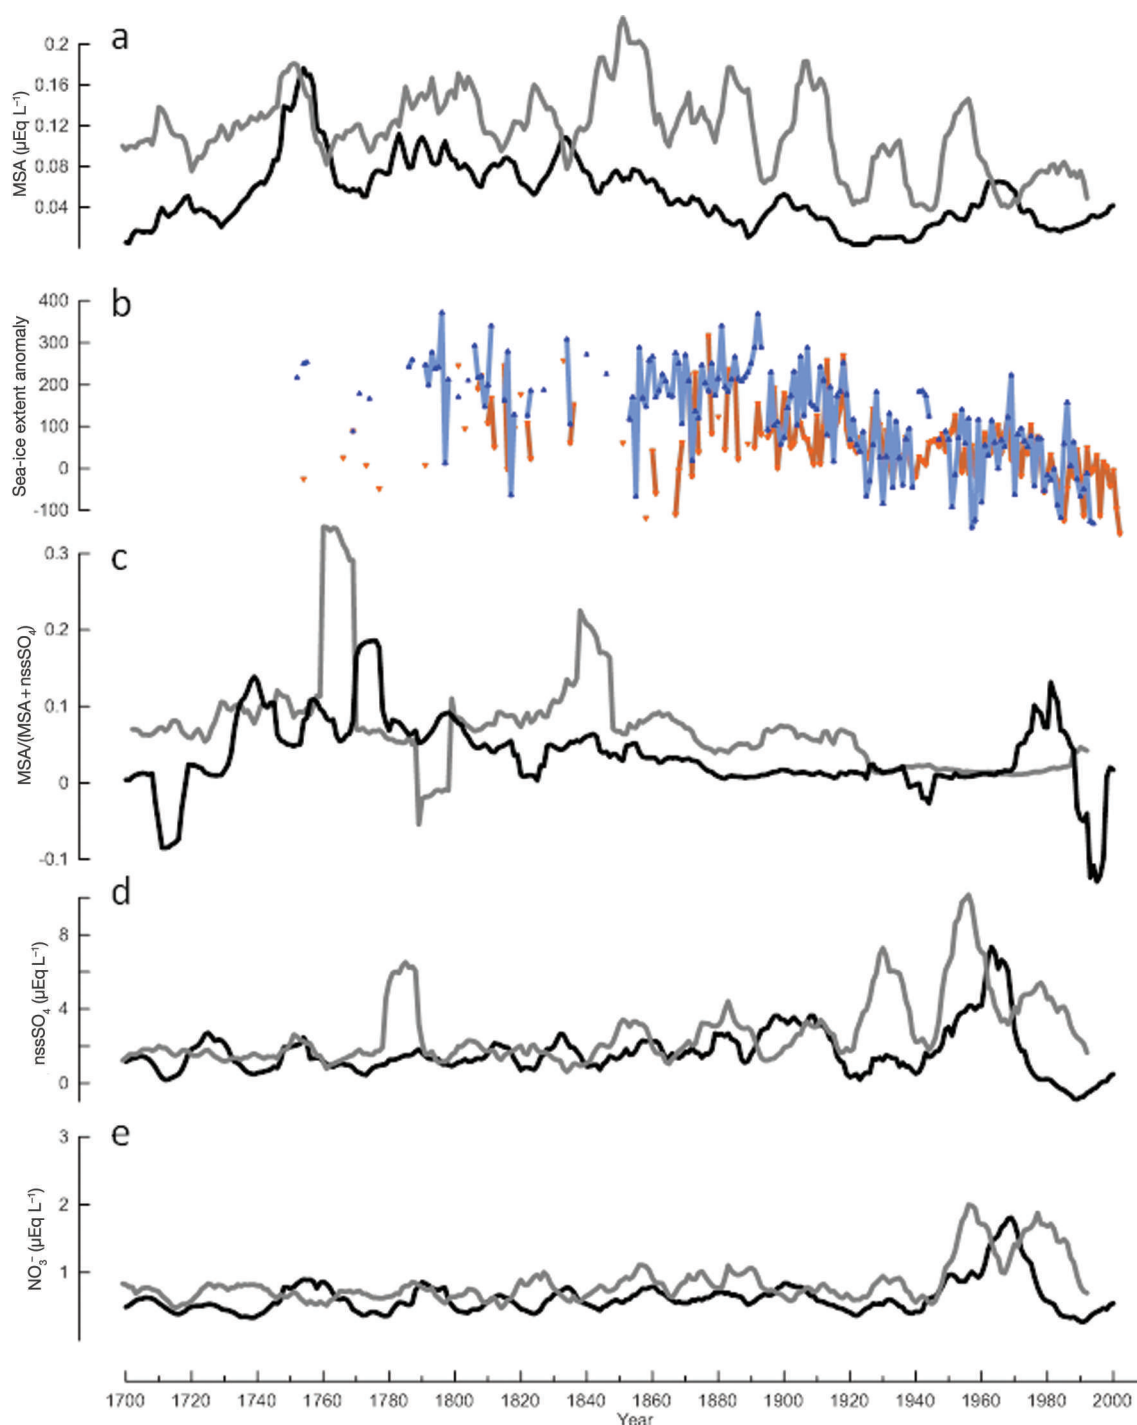 a
MSA (µEq L⁻¹)
0.2
0.16
0.12
0.08
0.04
b
Sea-ice extent anomaly
400
300
200
100
0
-100
c
MSA/(MSA+nssSO₄)
0.3
0.2
0.1
0
-0.1
d
nssSO₄ (µEq L⁻¹)
8
4
0
e
NO₃⁻ (µEq L⁻¹)
3
2
1
1700 1720 1740 1760 1780 1800 1820 1840 1860 1880 1900 1920 1940 1960 1980 2000
Year